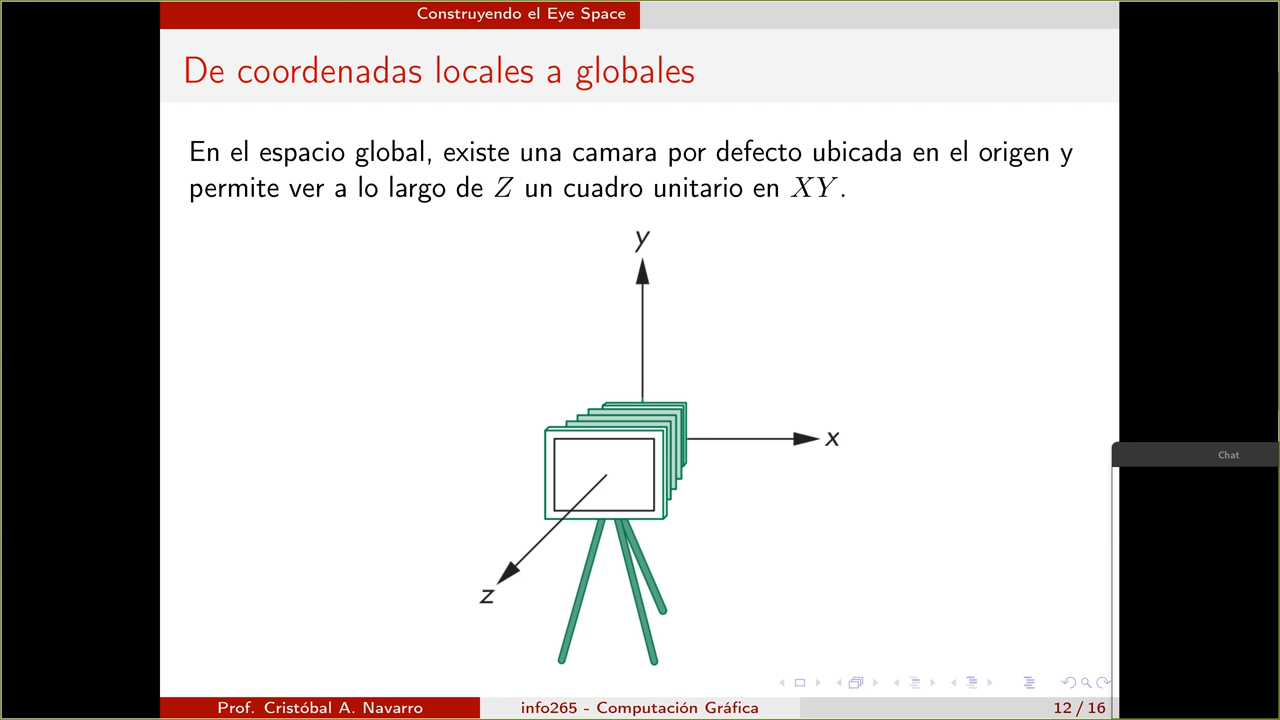 Construyendo el Eye Space
De coordenadas locales a globales
En el espacio global, existe una camara por defecto ubicada en el origen y
permite ver a lo largo de Z un cuadro unitario en XY.
y
x
z
Chat
Prof. Cristóbal A. Navarro
info265 - Computación Gráfica
12 / 16